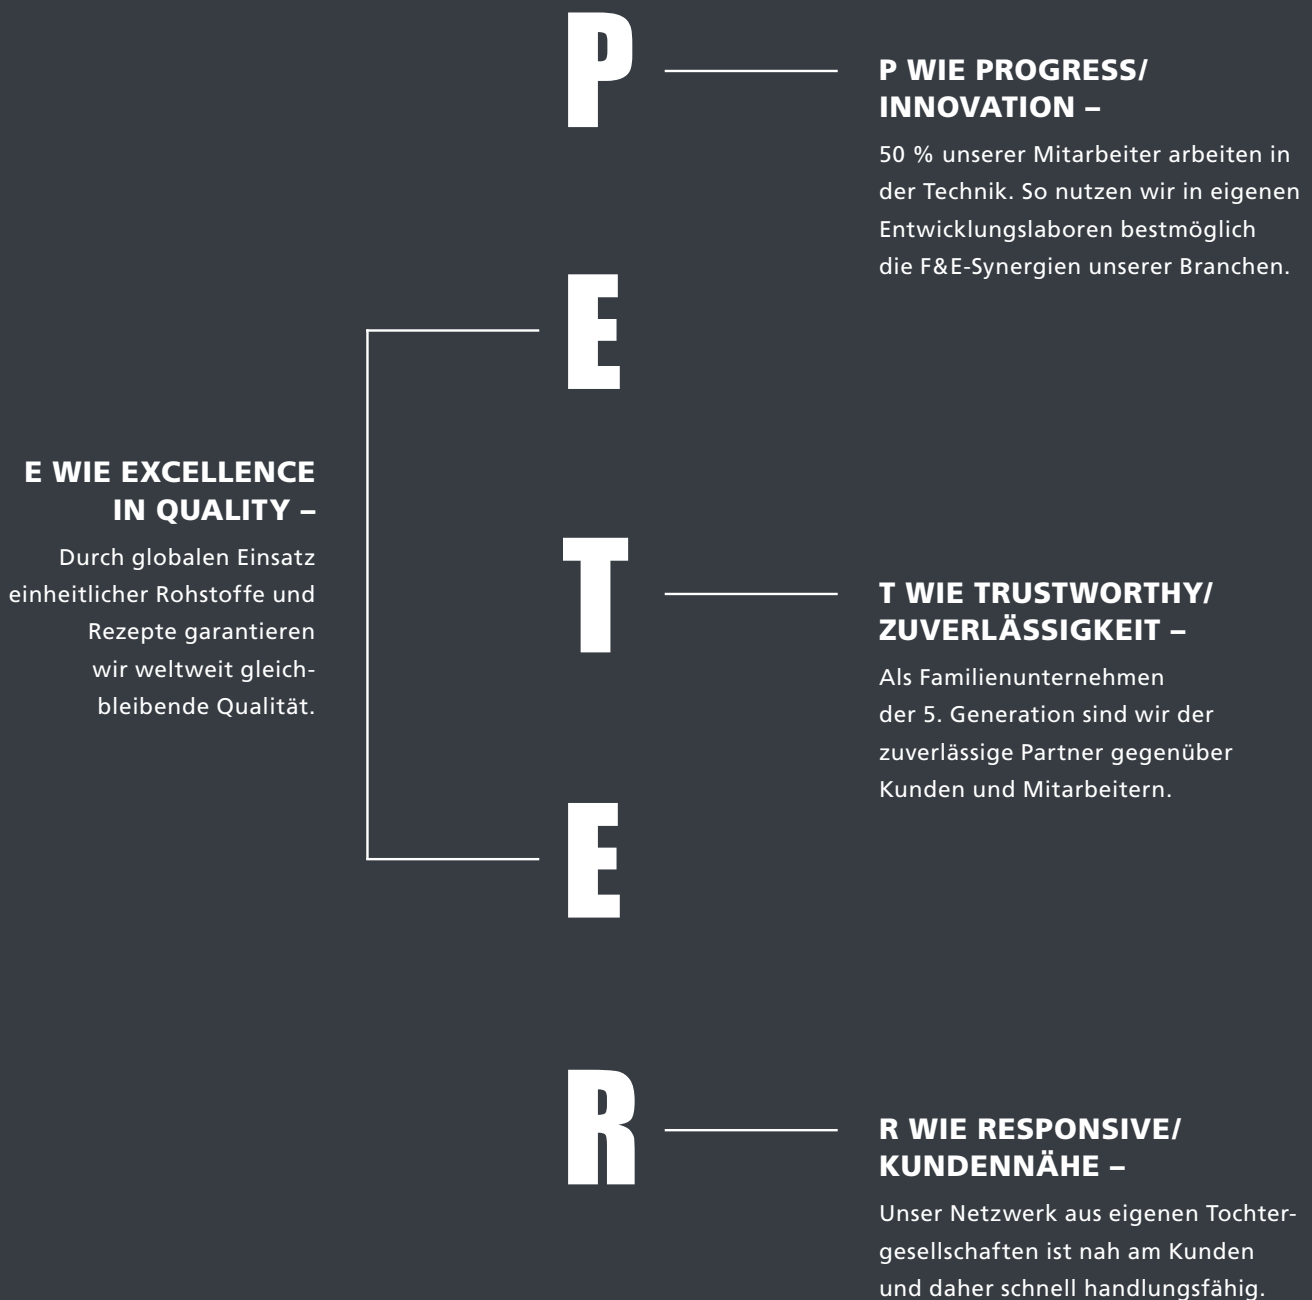 P
P WIE PROGRESS/
INNOVATION –
50 % unserer Mitarbeiter arbeiten in
der Technik. So nutzen wir in eigenen
Entwicklungslaboren bestmöglich
die F&E-Synergien unserer Branchen.
E
E WIE EXCELLENCE
IN QUALITY –
Durch globalen Einsatz
einheitlicher Rohstoffe und
Rezepte garantieren
wir weltweit gleich-
bleibende Qualität.
T
T WIE TRUSTWORTHY/
ZUVERLÄSSIGKEIT –
Als Familienunternehmen
der 5. Generation sind wir der
zuverlässige Partner gegenüber
Kunden und Mitarbeitern.
E
R
R WIE RESPONSIVE/
KUNDENNÄHE –
Unser Netzwerk aus eigenen Tochter-
gesellschaften ist nah am Kunden
und daher schnell handlungsfähig.